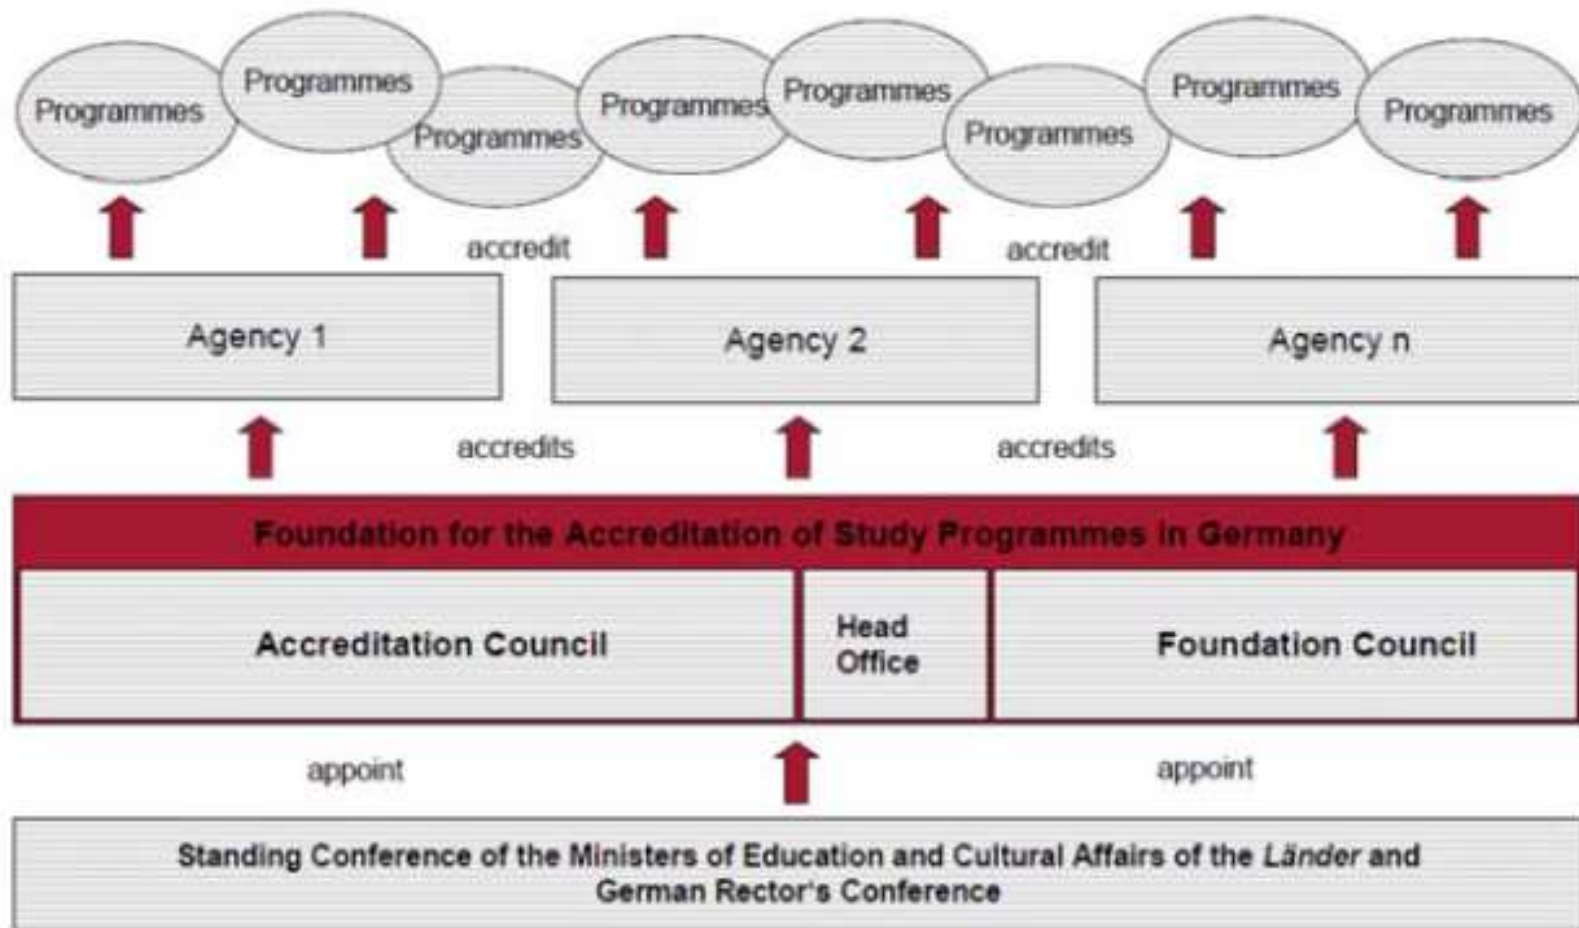 Programmes
Programmes
Programmes
Programmes
Programmes
Programmes
Programmes
Programmes
accredit
accredit
Agency 1
Agency 2
Agency n
accredits
accredits
Foundation for the Accreditation of Study Programmes in Germany
Accreditation Council
Head
Office
Foundation Council
appoint
appoint
Standing Conference of the Ministers of Education and Cultural Affairs of the Länder and
German Rector's Conference